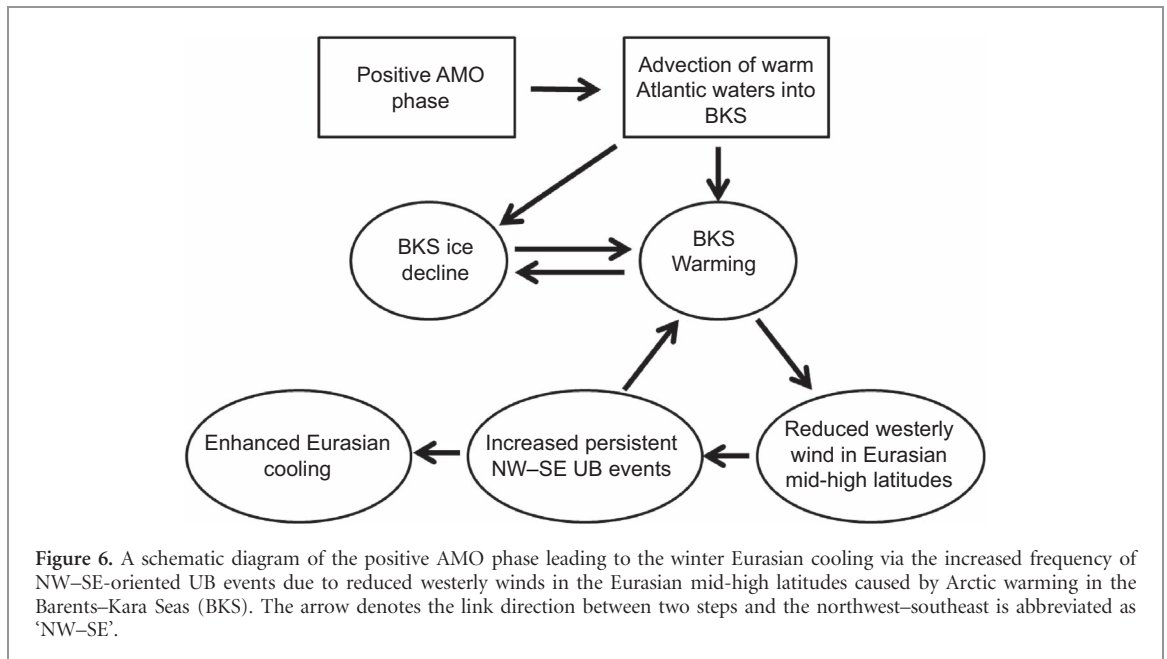 Positive AMO
phase
Advection of warm
Atlantic waters into
BKS
BKS ice
decline
BKS
Warming
Enhanced Eurasian
cooling
Increased persistent
NW–SE UB events
Reduced westerly
wind in Eurasian
mid-high latitudes
Figure 6. A schematic diagram of the positive AMO phase leading to the winter Eurasian cooling via the increased frequency of
NW–SE-oriented UB events due to reduced westerly winds in the Eurasian mid-high latitudes caused by Arctic warming in the
Barents–Kara Seas (BKS). The arrow denotes the link direction between two steps and the northwest–southeast is abbreviated as
‘NW–SE’.